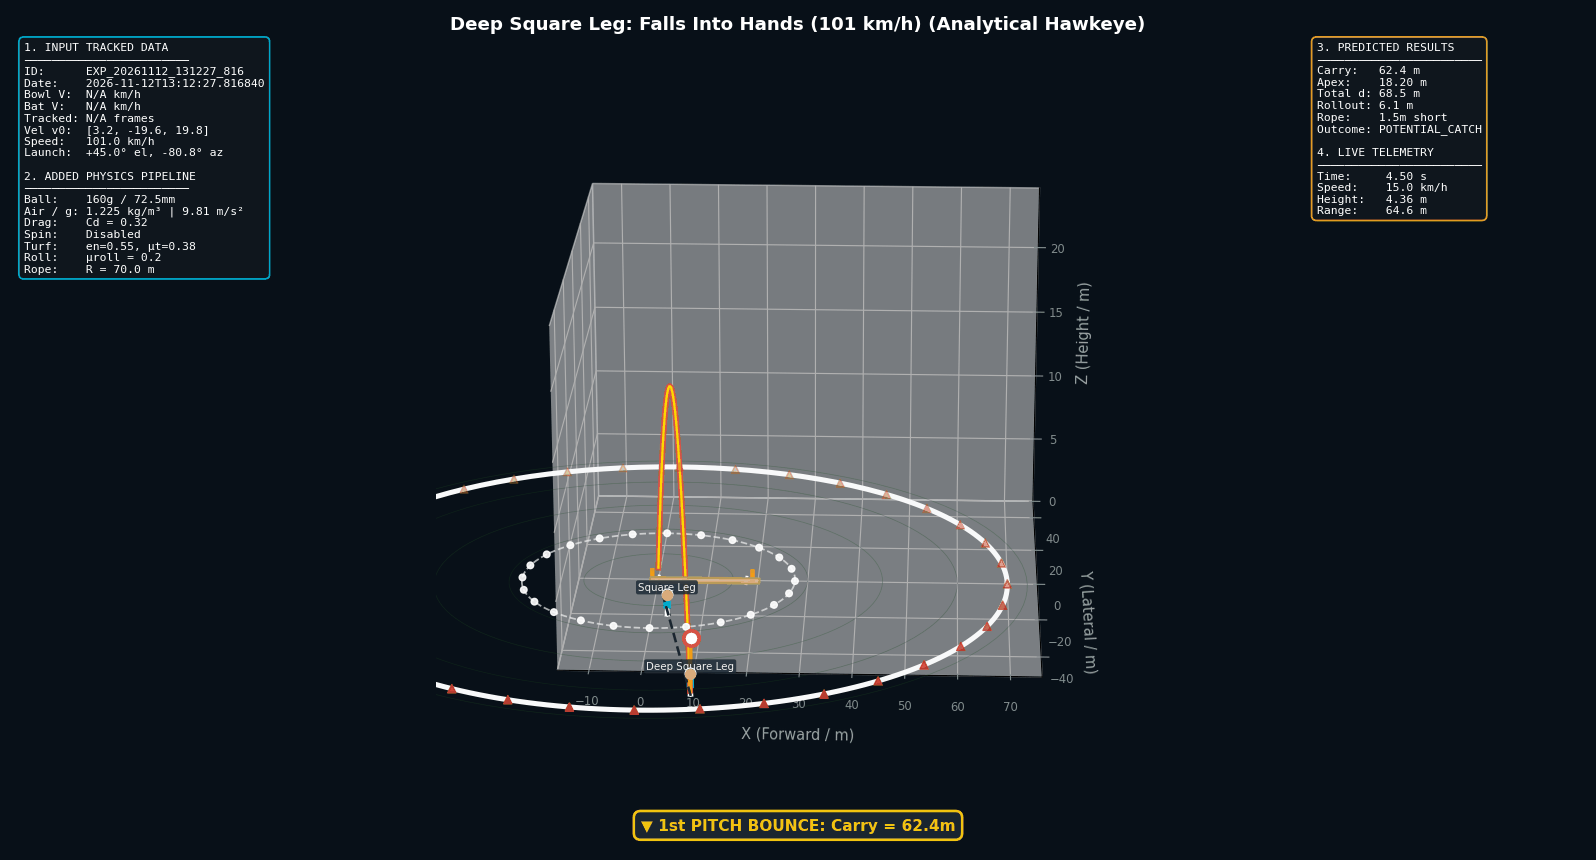 Deep Square Leg: Falls Into Hands (101 km/h) (Analytical Hawkeye)
1. INPUT TRACKED DATA
ID: EXP_20261112_131227_816
Date: 2026-11-12T13:12:27.816840
Bowl V: N/A km/h
Bat V: N/A km/h
Tracked: N/A frames
Vel v0: [3.2, -19.6, 19.8]
Speed: 101.0 km/h
Launch: +45.0° el, -80.8° az
2. ADDED PHYSICS PIPELINE
Ball: 160g / 72.5mm
Air / g: 1.225 kg/m³ | 9.81 m/s²
Drag: Cd = 0.32
Spin: Disabled
Turf: en=0.55, μt=0.38
Roll: μroll = 0.2
Rope: R = 70.0 m
3. PREDICTED RESULTS
Carry: 62.4 m
Apex: 18.20 m
Total d: 68.5 m
Rollout: 6.1 m
Rope: 1.5m short
Outcome: POTENTIAL_CATCH
4. LIVE TELEMETRY
Time: 4.50 s
Speed: 15.0 km/h
Height: 4.36 m
Range: 64.6 m
20
15
10
5
0
Z (Height / m)
40
20
0
−20
−40
Y (Lateral / m)
Square Leg
Deep Square Leg
−10
0
10
20
30
40
50
60
70
X (Forward / m)
▼ 1st PITCH BOUNCE: Carry = 62.4m